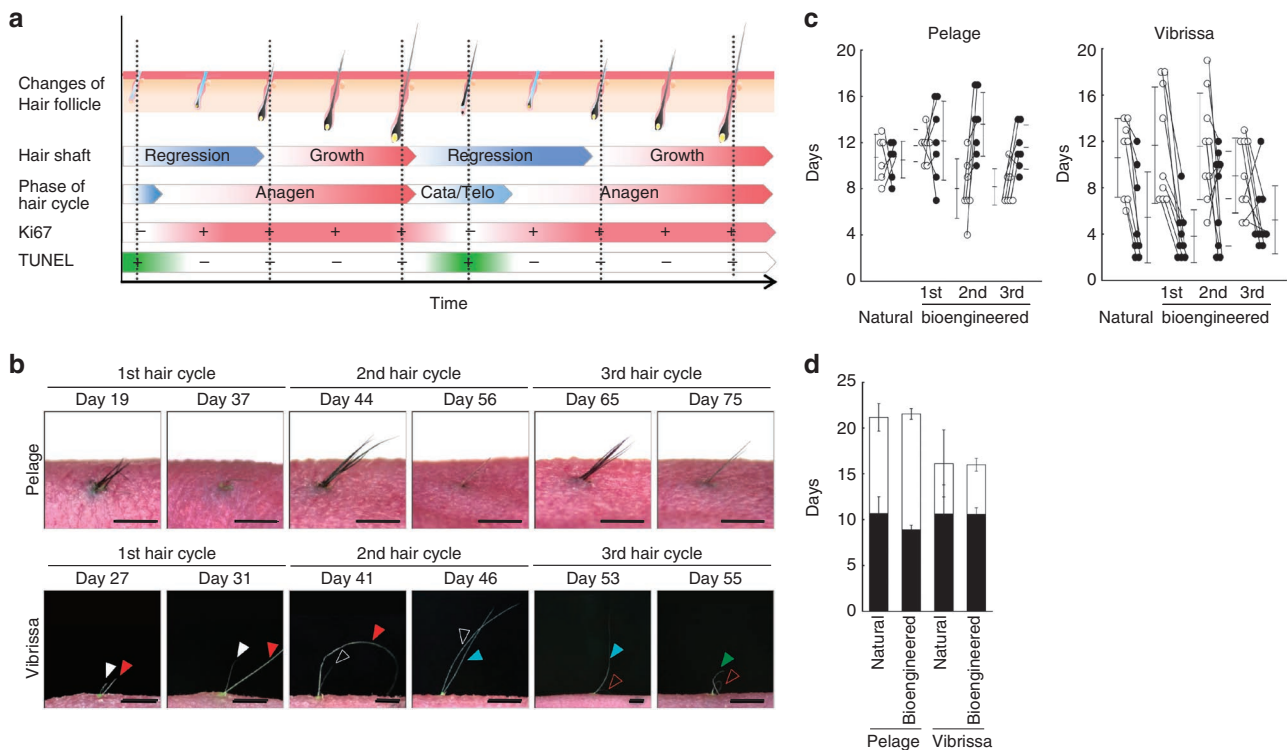 a
Changes of
Hair follicle
Hair shaft
Regression
Growth
Regression
Growth
Phase of
hair cycle
Anagen
Cata/Telo
Anagen
Ki67
− + + + + − + + + +
TUNEL
+ − − − − + − − − −
Time
b
1st hair cycle
2nd hair cycle
3rd hair cycle
Day 19
Day 37
Day 44
Day 56
Day 65
Day 75
Pelage
1st hair cycle
2nd hair cycle
3rd hair cycle
Day 27
Day 31
Day 41
Day 46
Day 53
Day 55
Vibrissa
c
Pelage
20
16
12
8
4
0
Days
1st 2nd 3rd
Natural bioengineered
Vibrissa
20
16
12
8
4
0
Days
1st 2nd 3rd
Natural bioengineered
d
25
20
15
10
5
0
Days
Natural
Bioengineered
Natural
Bioengineered
Pelage
Vibrissa